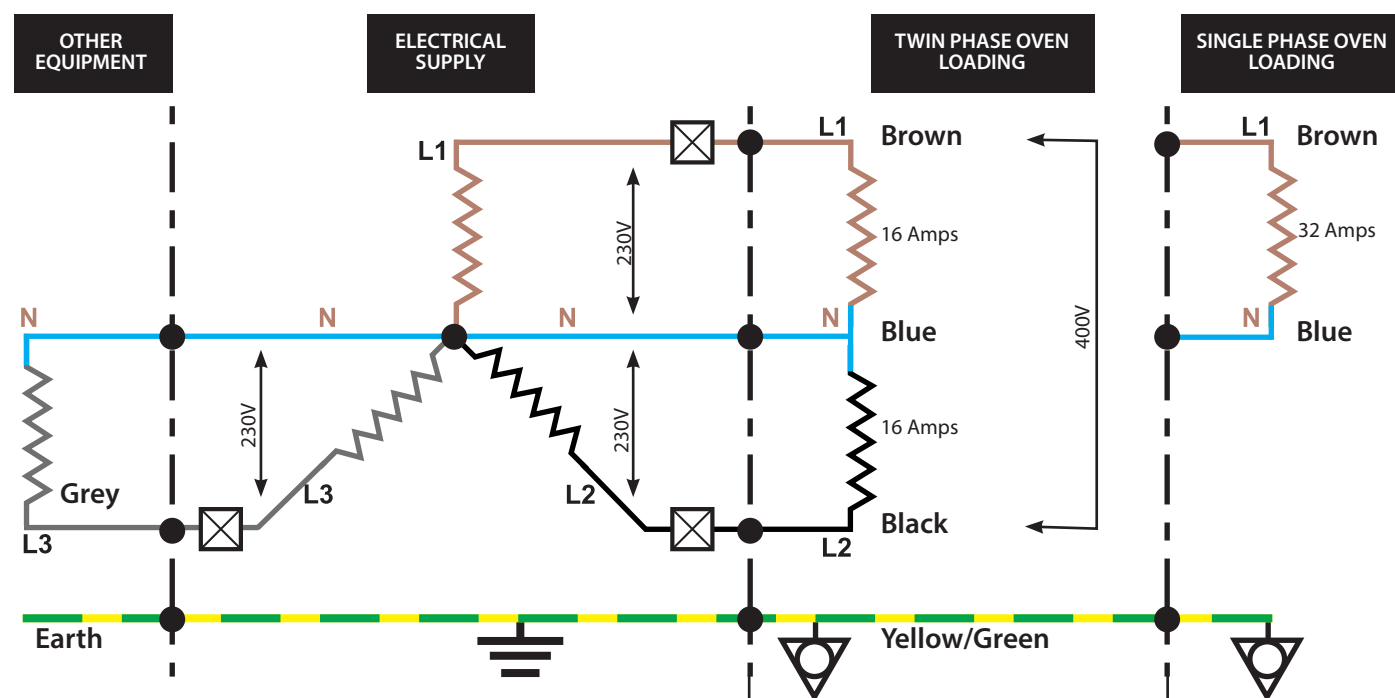 OTHER
EQUIPMENT
ELECTRICAL
SUPPLY
TWIN PHASE OVEN
LOADING
SINGLE PHASE OVEN
LOADING
L1
L1
Brown
L1
Brown
230V
16 Amps
32 Amps
N
N
N
N
Blue
400V
N
Blue
230V
230V
16 Amps
Grey
L3
L2
Black
L3
L2
Earth
Yellow/Green